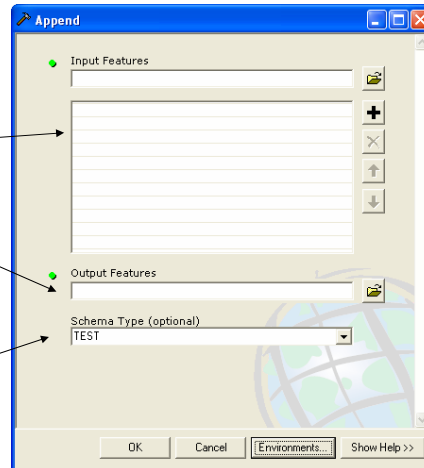 Append
Input Features
Output Features
Schema Type (optional)
TEST
OK Cancel Environments... Show Help >>